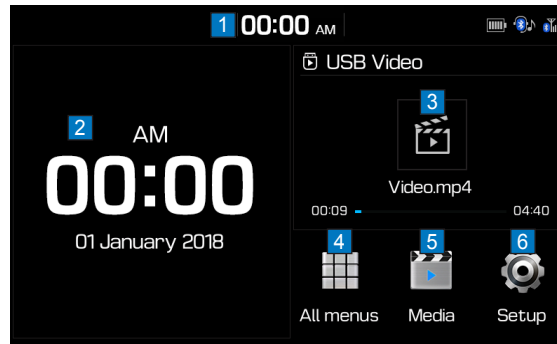 1 00:00 AM
USB Video
2
AM
00:00
01 January 2018
3
Video.mp4
00:09 04:40
4 5 6
All menus Media Setup